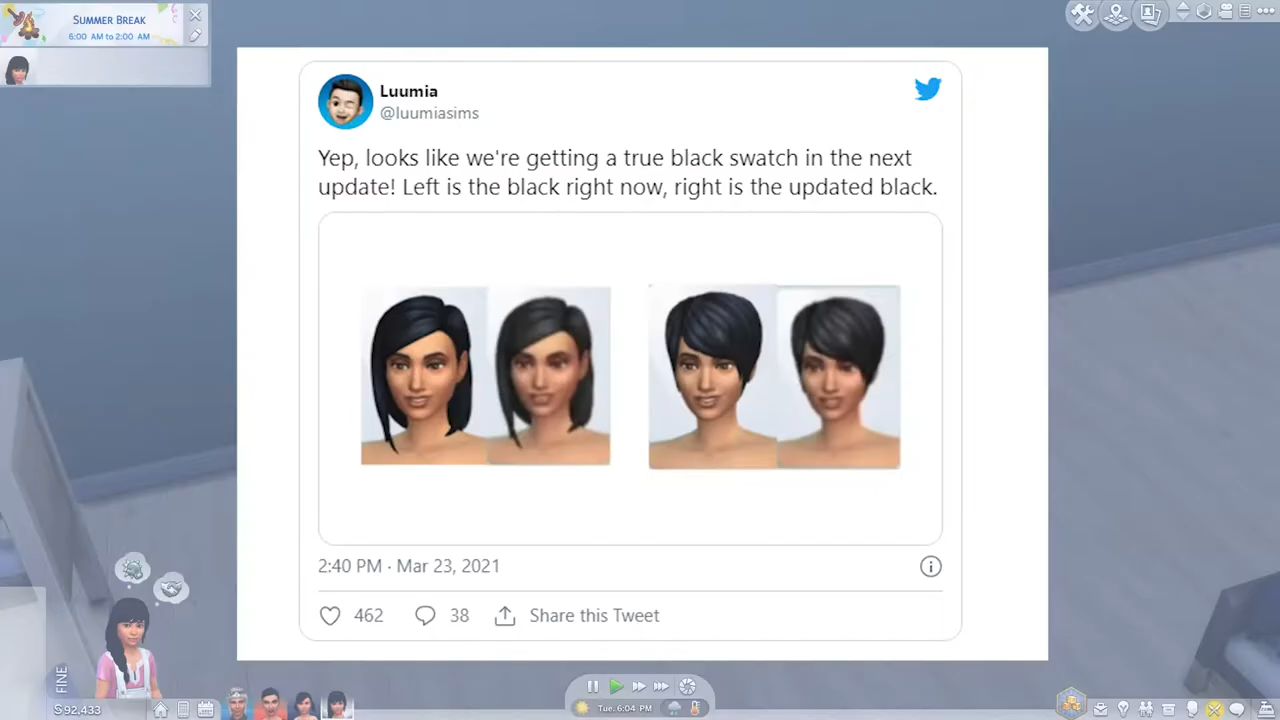 SUMMER BREAK
6:00 AM to 2:00 AM
Luumia
@luumiasims
Yep, looks like we're getting a true black swatch in the next
update! Left is the black right now, right is the updated black.
2:40 PM · Mar 23, 2021
462 38 Share this Tweet
FINE
§92,433
Tue. 6:04 PM